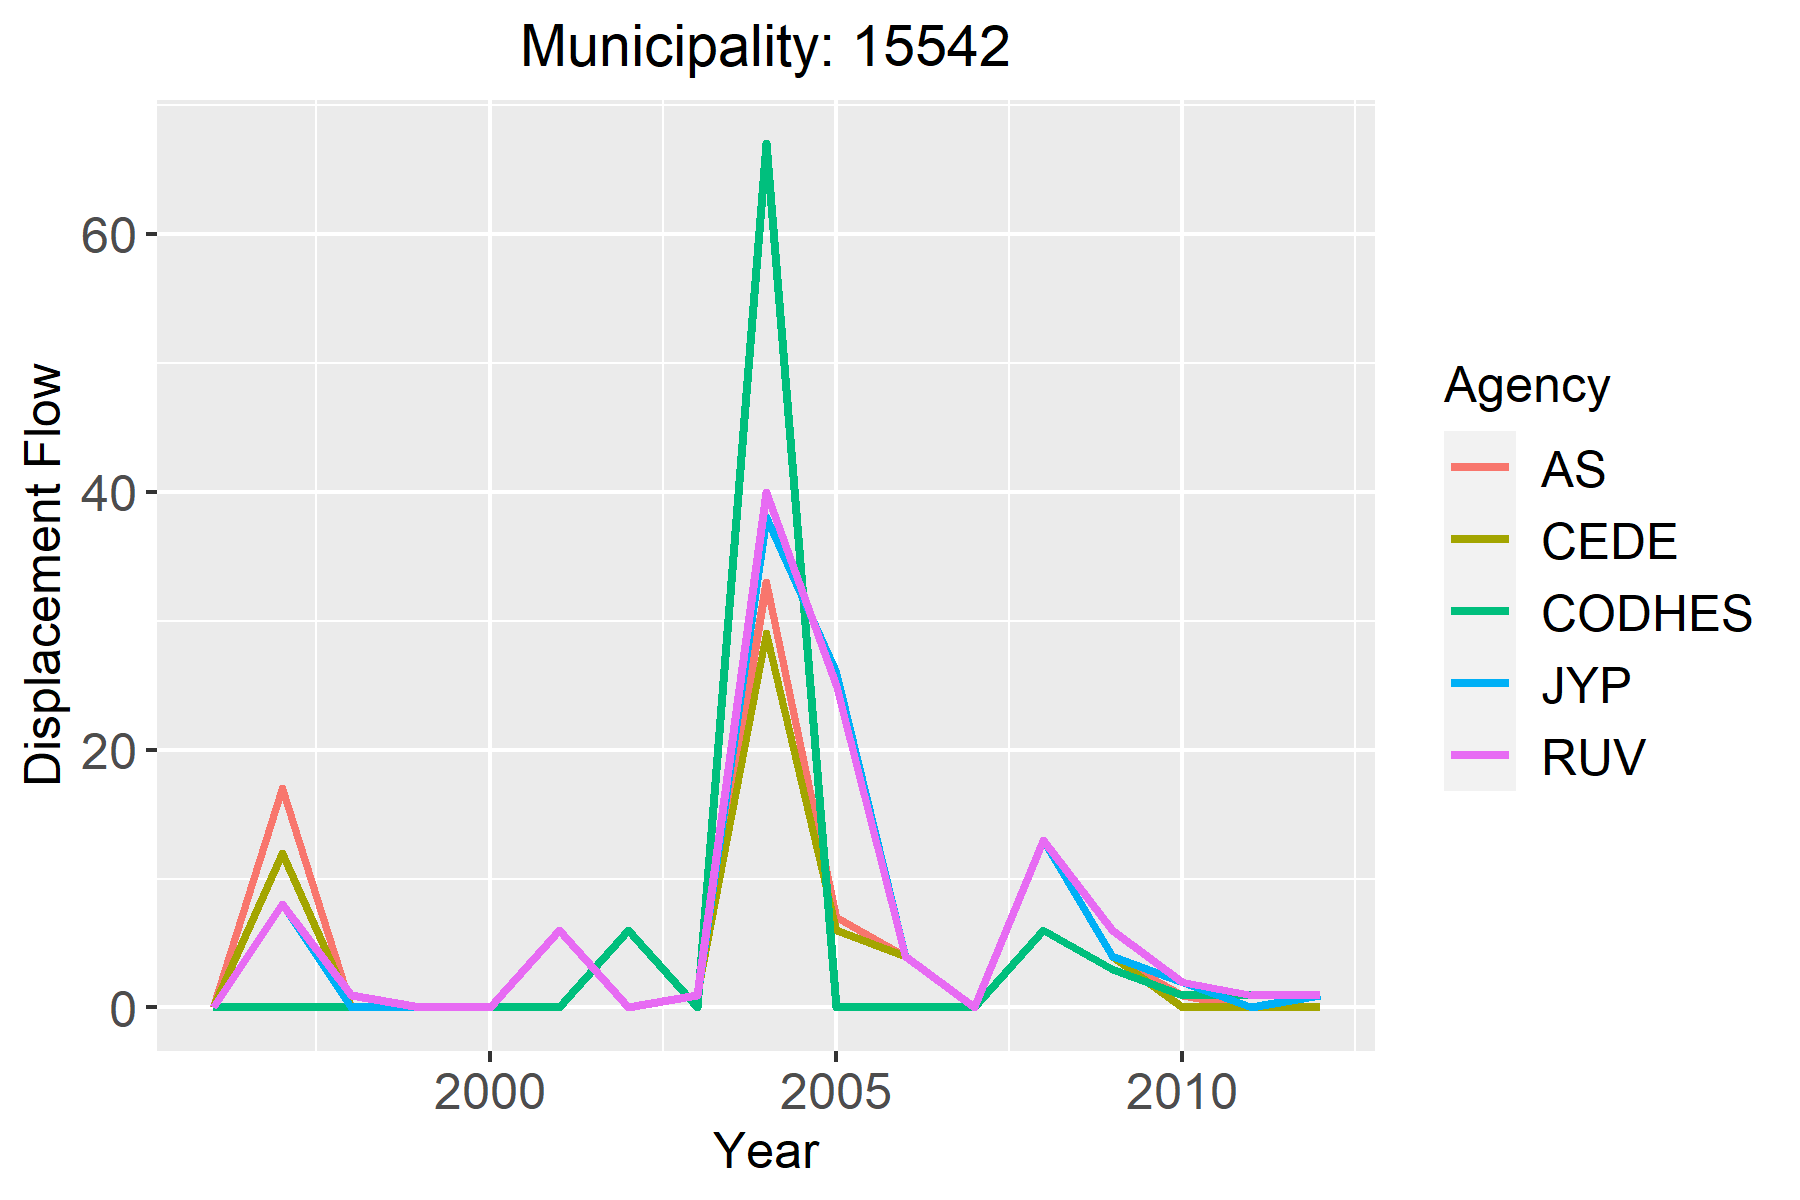 Municipality: 15542
Displacement Flow
60
40
20
0
2000
2005
2010
Year
Agency
AS
CEDE
CODHES
JYP
RUV